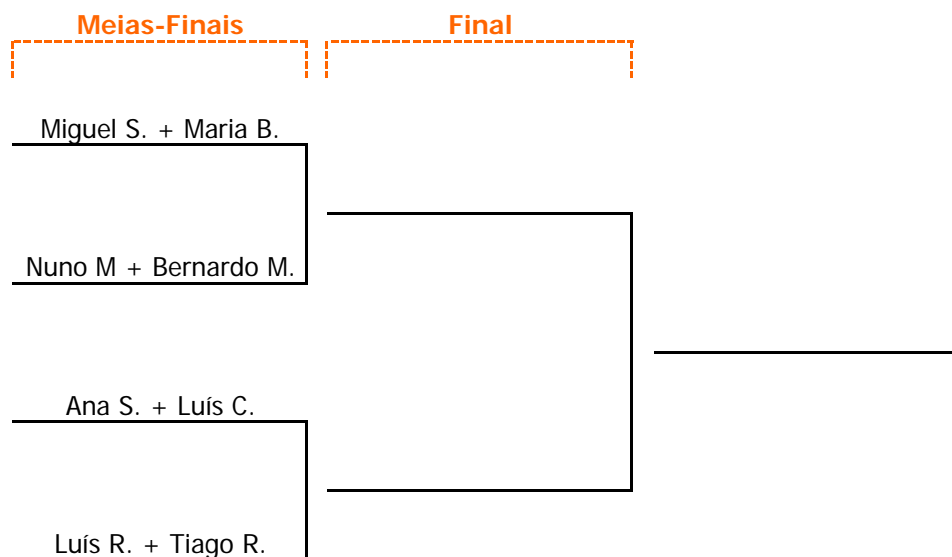 Meias-Finais Final
Miguel S. + Maria B.
Nuno M + Bernardo M.
Ana S. + Luís C.
Luís R. + Tiago R.